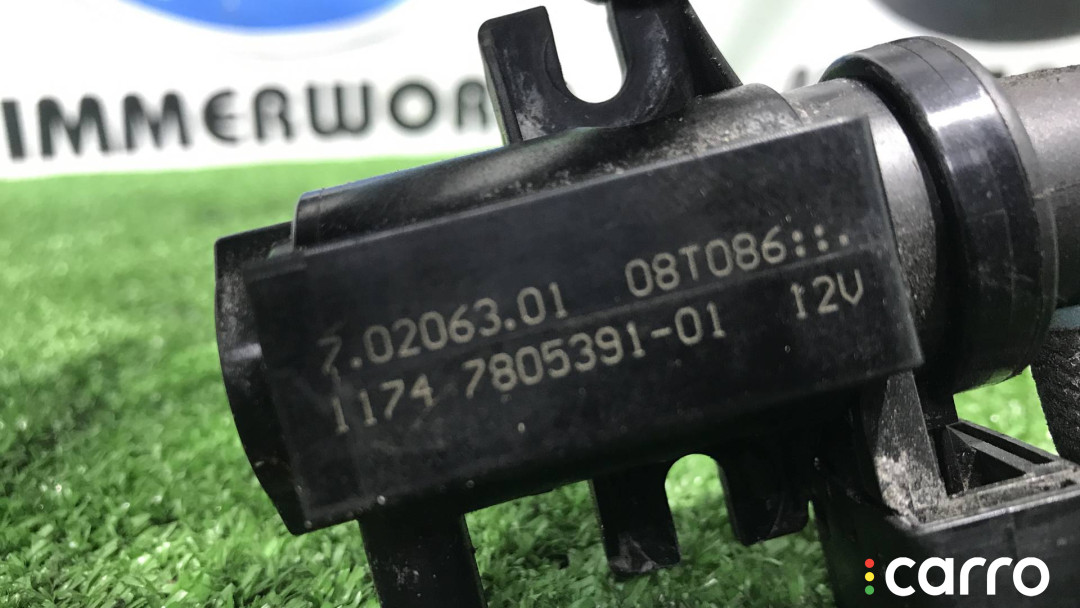 IMMERWOR
7.02063.01 08T086::.
1174 7805391-01 12V
carro